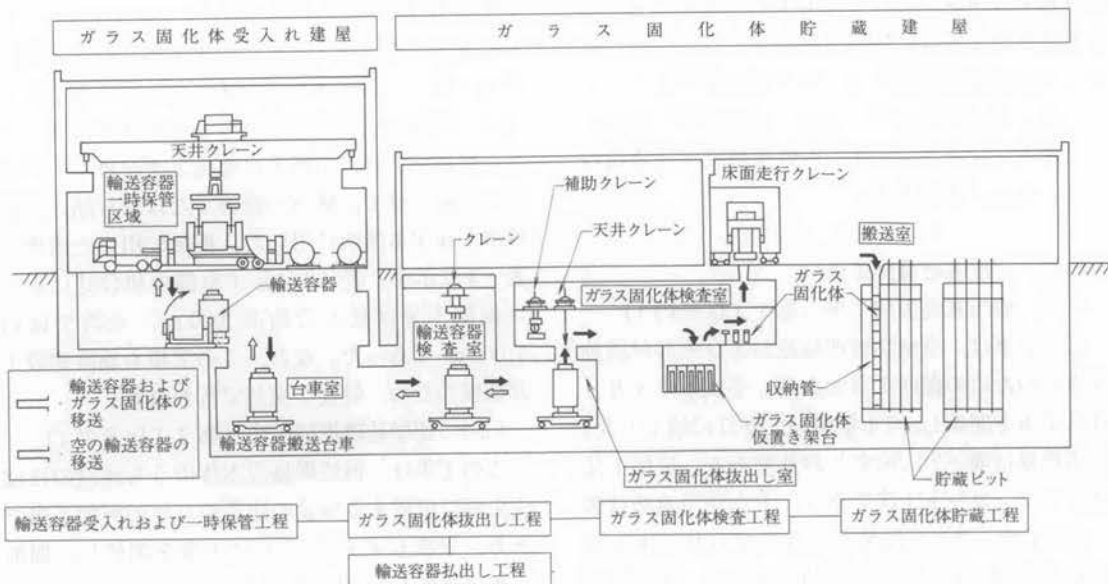 ガラス固化体受入れ建屋
ガラス固化体貯蔵建屋
天井クレーン
輸送容器
一時保管
区域
輸送容器
クレーン
輸送容器
検査室
補助クレーン
天井クレーン
床面走行クレーン
ガラス固化体検査室
搬送室
ガラス
固化体
収納管
ガラス固化体
仮置き架台
貯蔵ピット
台車室
輸送容器搬送台車
ガラス固化体抜出し室
輸送容器および
ガラス固化体の
移送
空の輸送容器の
移送
輸送容器受入れおよび一時保管工程
ガラス固化体抜出し工程
ガラス固化体検査工程
ガラス固化体貯蔵工程
輸送容器払出し工程